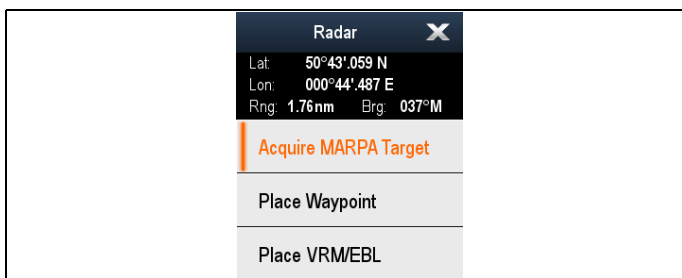 Radar X
Lat: 50°43'.059 N
Lon: 000°44'.487 E
Rng: 1.76nm Brg: 037°M
Acquire MARPA Target
Place Waypoint
Place VRM/EBL